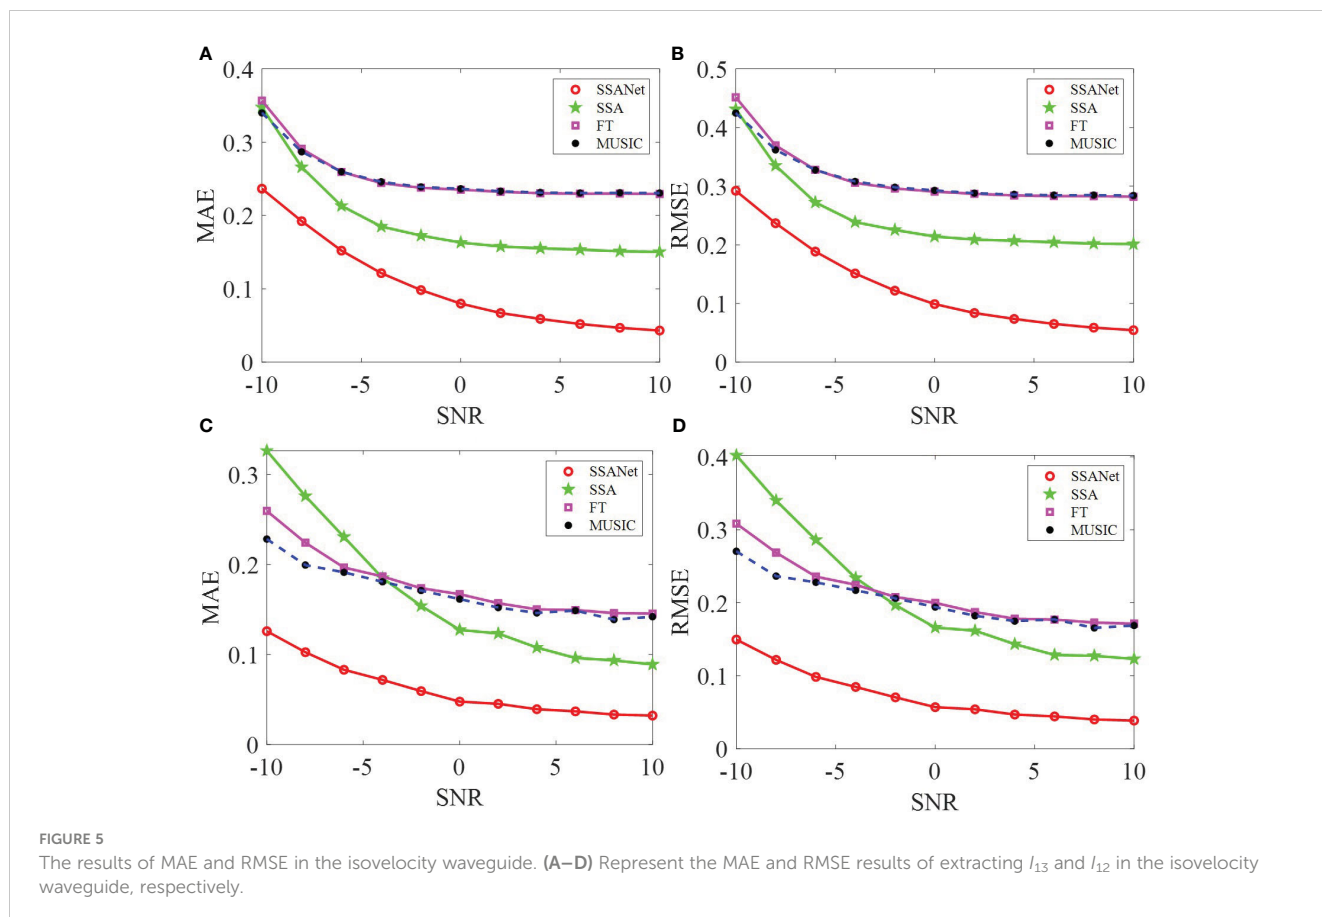 A
0.4
0.3
0.2
0.1
0
MAE
-10 -5 0 5 10
SNR
SSANet
SSA
FT
MUSIC
B
0.5
0.4
0.3
0.2
0.1
0
RMSE
-10 -5 0 5 10
SNR
SSANet
SSA
FT
MUSIC
C
0.3
0.2
0.1
0
MAE
-10 -5 0 5 10
SNR
SSANet
SSA
FT
MUSIC
D
0.4
0.3
0.2
0.1
0
RMSE
-10 -5 0 5 10
SNR
SSANet
SSA
FT
MUSIC
FIGURE 5
The results of MAE and RMSE in the isovelocity waveguide. (A–D) Represent the MAE and RMSE results of extracting I13 and I12 in the isovelocity
waveguide, respectively.